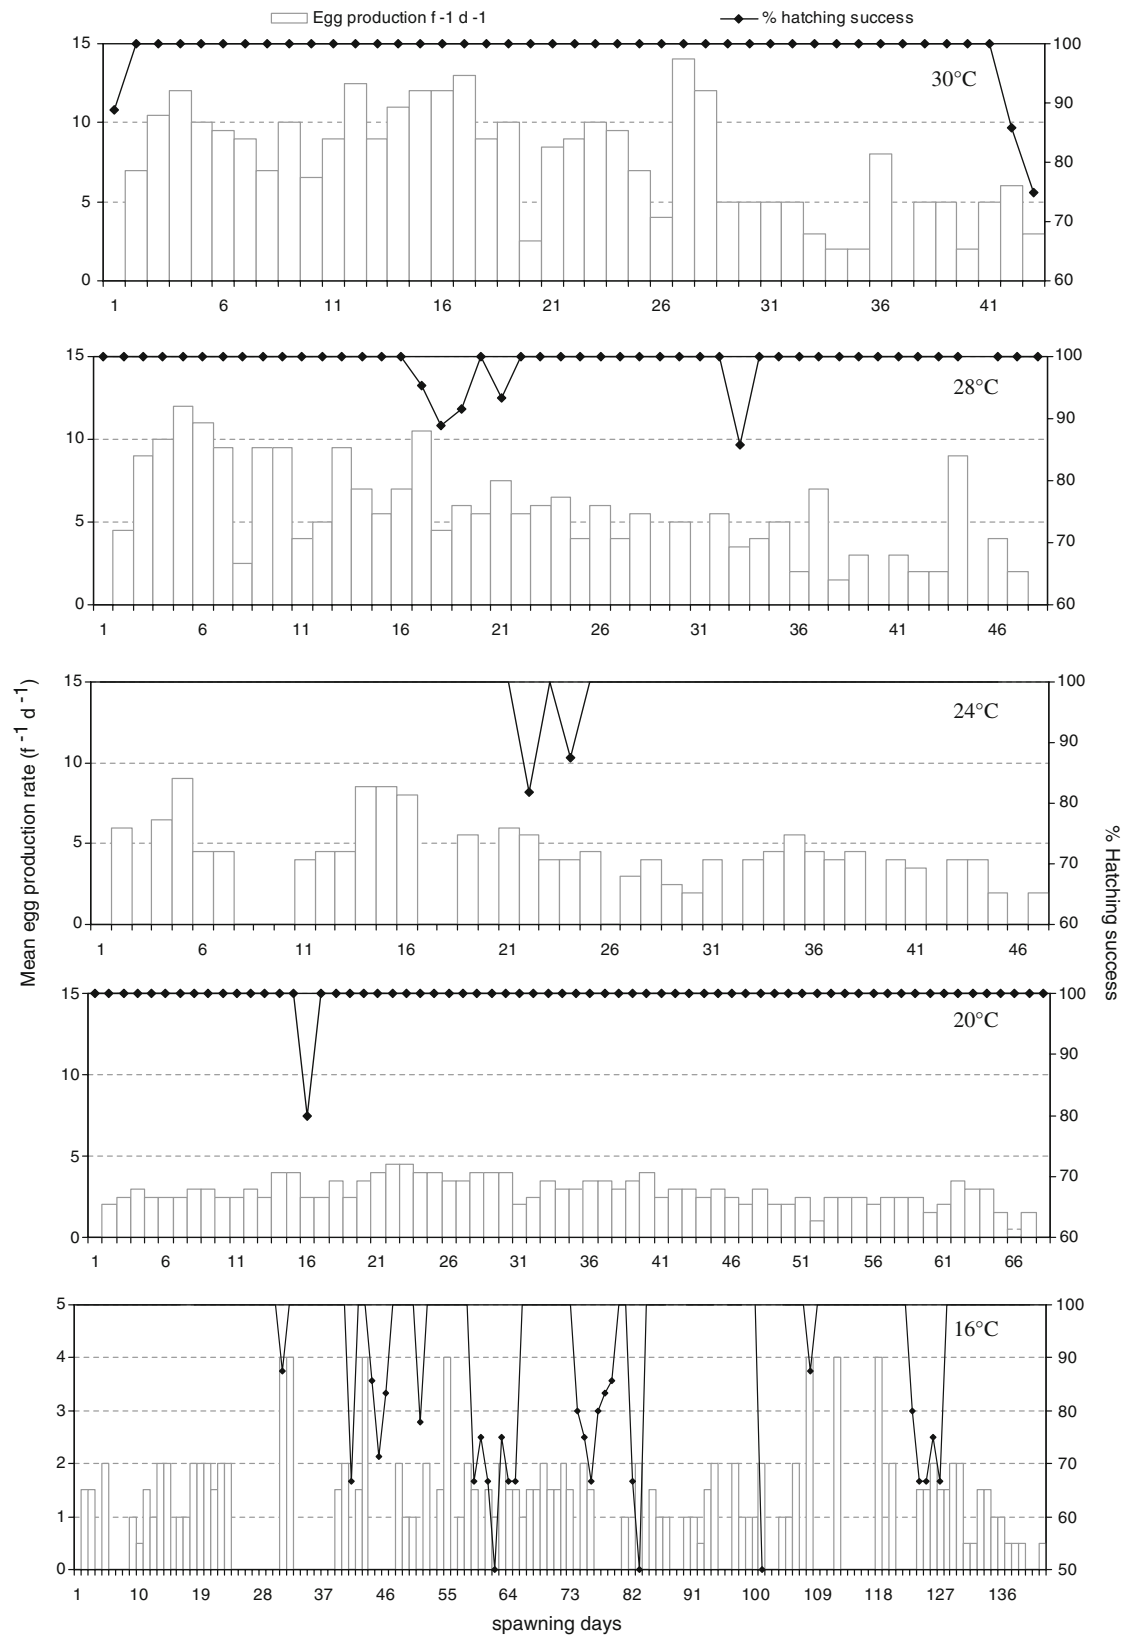 Egg production f -1 d -1 % hatching success
15 100
30°C
90
10
80
5
70
0 60
1 6 11 16 21 26 31 36 41
15 100
28°C
90
10
80
5
70
0 60
1 6 11 16 21 26 31 36 41 46
Mean egg production rate (f -1 d -1)
% Hatching success
15 100
24°C
90
10
80
5
70
0 60
1 6 11 16 21 26 31 36 41 46
15 100
20°C
90
10
80
5
70
0 60
1 6 11 16 21 26 31 36 41 46 51 56 61 66
5 100
16°C
4 90
3 80
2 70
1 60
0 50
1 10 19 28 37 46 55 64 73 82 91 100 109 118 127 136
spawning days